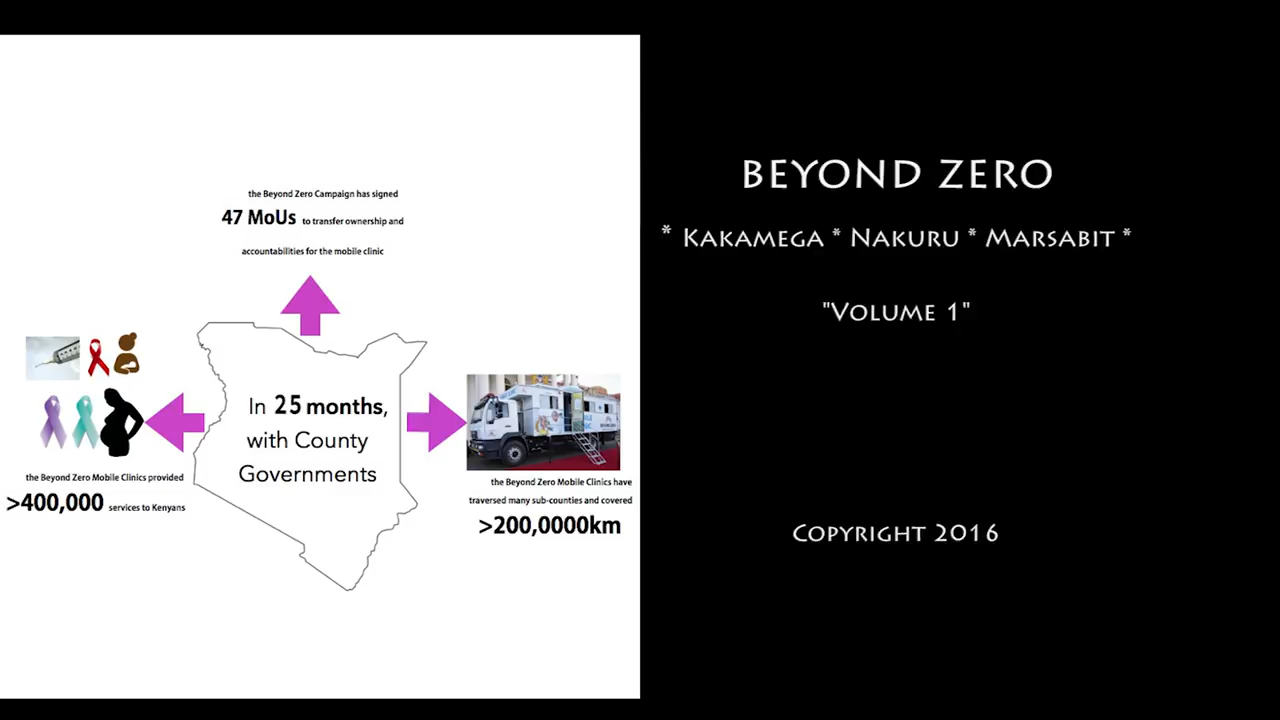 the Beyond Zero Campaign has signed
47 MoUs to transfer ownership and
accountabilities for the mobile clinic
In 25 months,
with County
Governments
the Beyond Zero Mobile Clinics provided
>400,000 services to Kenyans
the Beyond Zero Mobile Clinics have
traversed many sub-counties and covered
>200,0000km
BEYOND ZERO
* KAKAMEGA * NAKURU * MARSABIT *
"VOLUME 1"
COPYRIGHT 2016